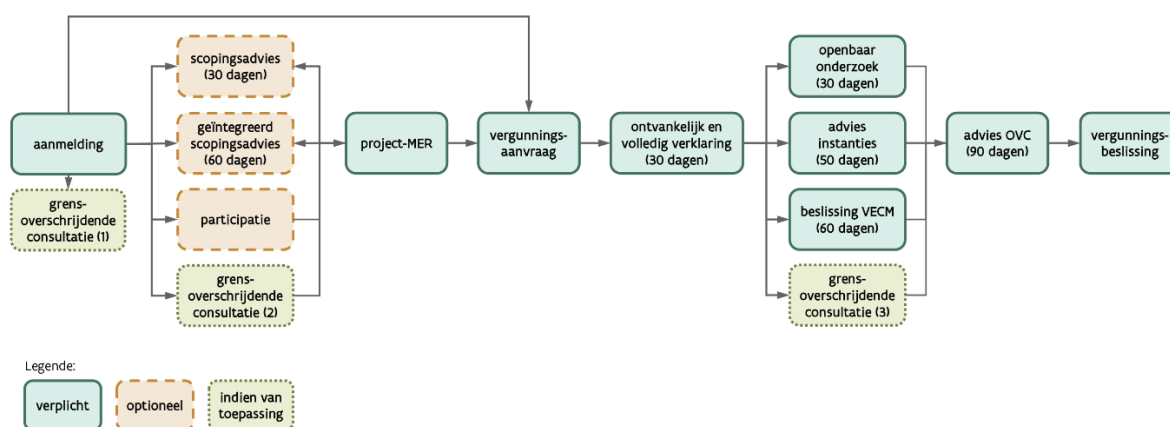 aanmelding
grens-
overschrijdende
consultatie (1)
scopingsadvies
(30 dagen)
geïntegreerd
scopingsadvies
(60 dagen)
participatie
grens-
overschrijdende
consultatie (2)
project-MER
vergunnings-
aanvraag
ontvankelijk en
volledig verklaring
(30 dagen)
openbaar
onderzoek
(30 dagen)
advies
instanties
(50 dagen)
beslissing VECM
(60 dagen)
grens-
overschrijdende
consultatie (3)
advies OVC
(90 dagen)
vergunnings-
beslissing
Legende:
verplicht
optioneel
indien van
toepassing